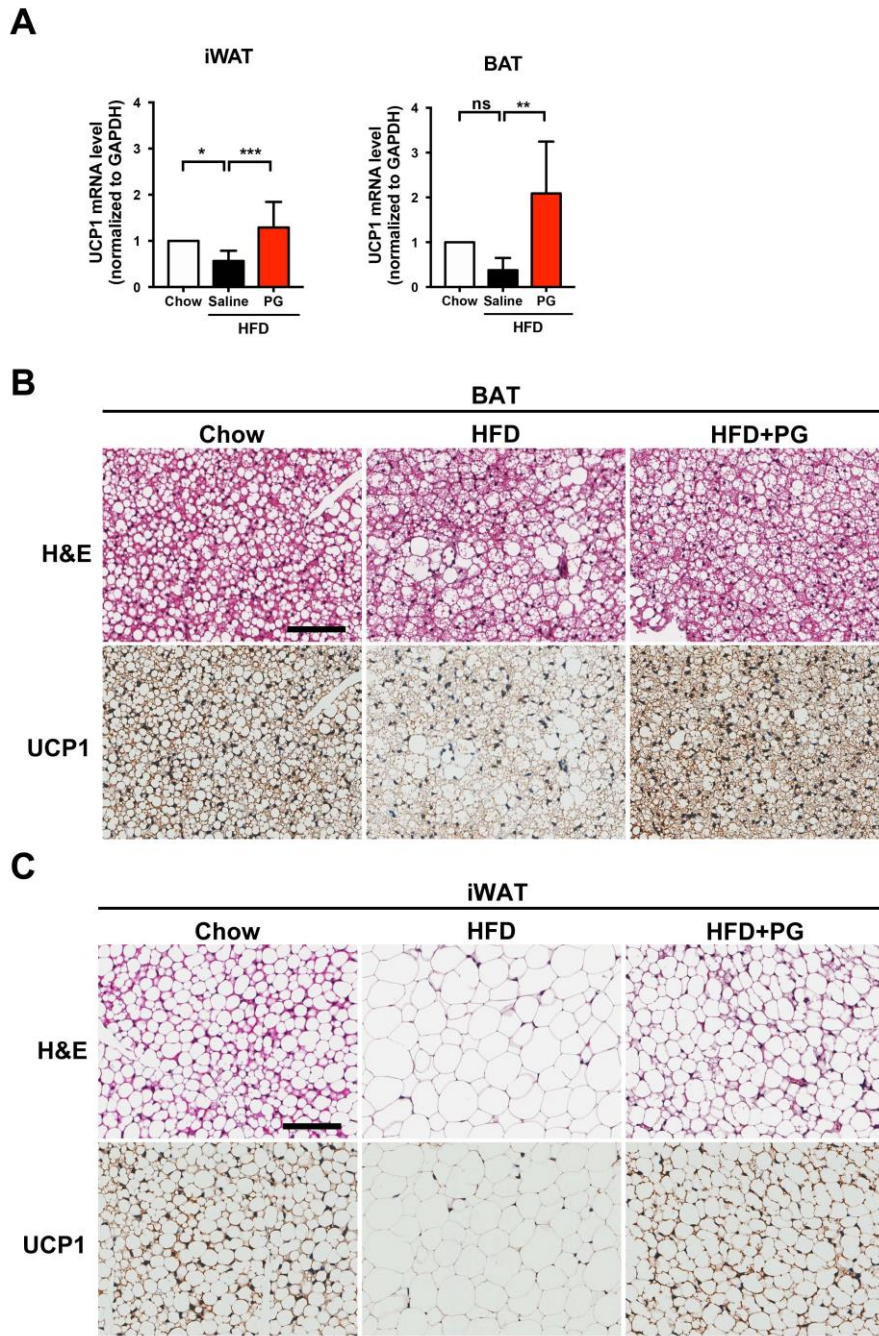 A
iWAT
UCP1 mRNA level
(normalized to GAPDH)
4
3
2
1
0
*
***
Chow
Saline
PG
HFD
BAT
UCP1 mRNA level
(normalized to GAPDH)
4
3
2
1
0
ns
**
Chow
Saline
PG
HFD
B
BAT
Chow
HFD
HFD+PG
H&E
UCP1
C
iWAT
Chow
HFD
HFD+PG
H&E
UCP1